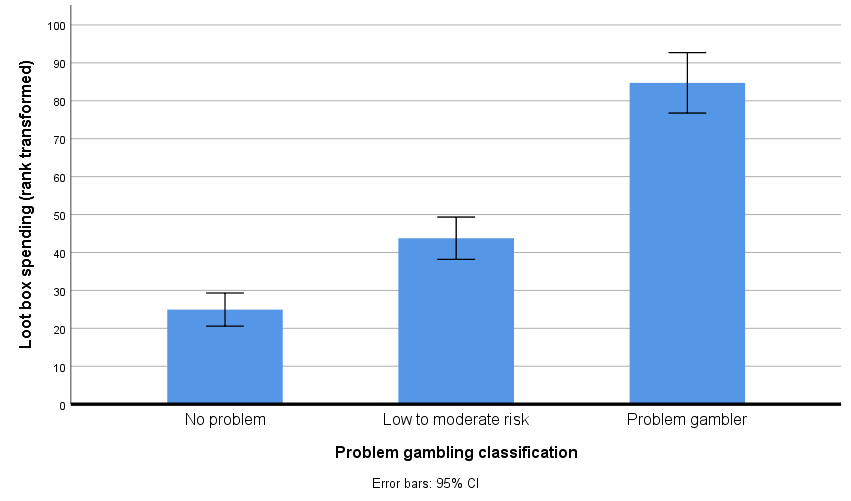 Loot box spending (rank transformed)
100
90
80
70
60
50
40
30
20
10
0
No problem
Low to moderate risk
Problem gambler
Problem gambling classification
Error bars: 95% CI